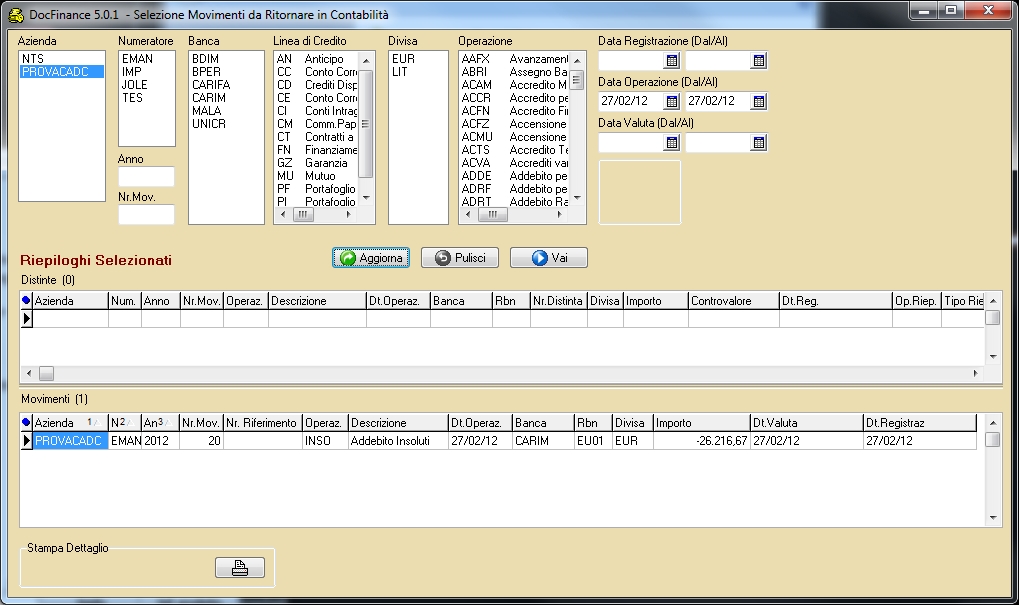 DocFinance 5.0.1 - Selezione Movimenti da Ritornare in Contabilità
Azienda
NTS
PROVACADC
Numeratore
EMAN
IMP
JOLE
TES
Anno
Nr.Mov.
Banca
BDIM
BPER
CARIFA
CARIM
MALA
UNICR
Linea di Credito
AN Anticipo
CC Conto Corr
CD Crediti Disp
CE Conto Corr
CI Conti Intrag
CM Comm.Pap
CT Contratti a
FN Finanziame
GZ Garanzia
MU Mutuo
PF Portafoglio
PI Portafoglio
Divisa
EUR
LIT
Operazione
AAFX Avanzament
ABRI Assegno Ba
ACAM Accredito M
ACCR Accredito pe
ACFN Accredito Fi
ACFZ Accensione
ACMU Accensione
ACTS Accredito Te
ACVA Accrediti vari
ADDE Addebito pe
ADRF Addebito pe
ADRT Addebito Ra
Data Registrazione (Dal/Al)
Data Operazione (Dal/Al)
27/02/12 27/02/12
Data Valuta (Dal/Al)
Riepiloghi Selezionati
Aggiorna Pulisci Vai
Distinte (0)
Azienda Num. Anno Nr.Mov. Operaz. Descrizione Dt.Operaz. Banca Rbn Nr.Distinta Divisa Importo Controvalore Dt.Reg. Op.Riep. Tipo Rie
Movimenti (1)
Azienda 1 N2 An3 Nr.Mov. Nr. Riferimento Operaz. Descrizione Dt.Operaz. Banca Rbn Divisa Importo Dt.Valuta Dt.Registraz
PROVACADC EMAN 2012 20 INSO Addebito Insoluti 27/02/12 CARIM EU01 EUR -26.216,67 27/02/12 27/02/12
Stampa Dettaglio